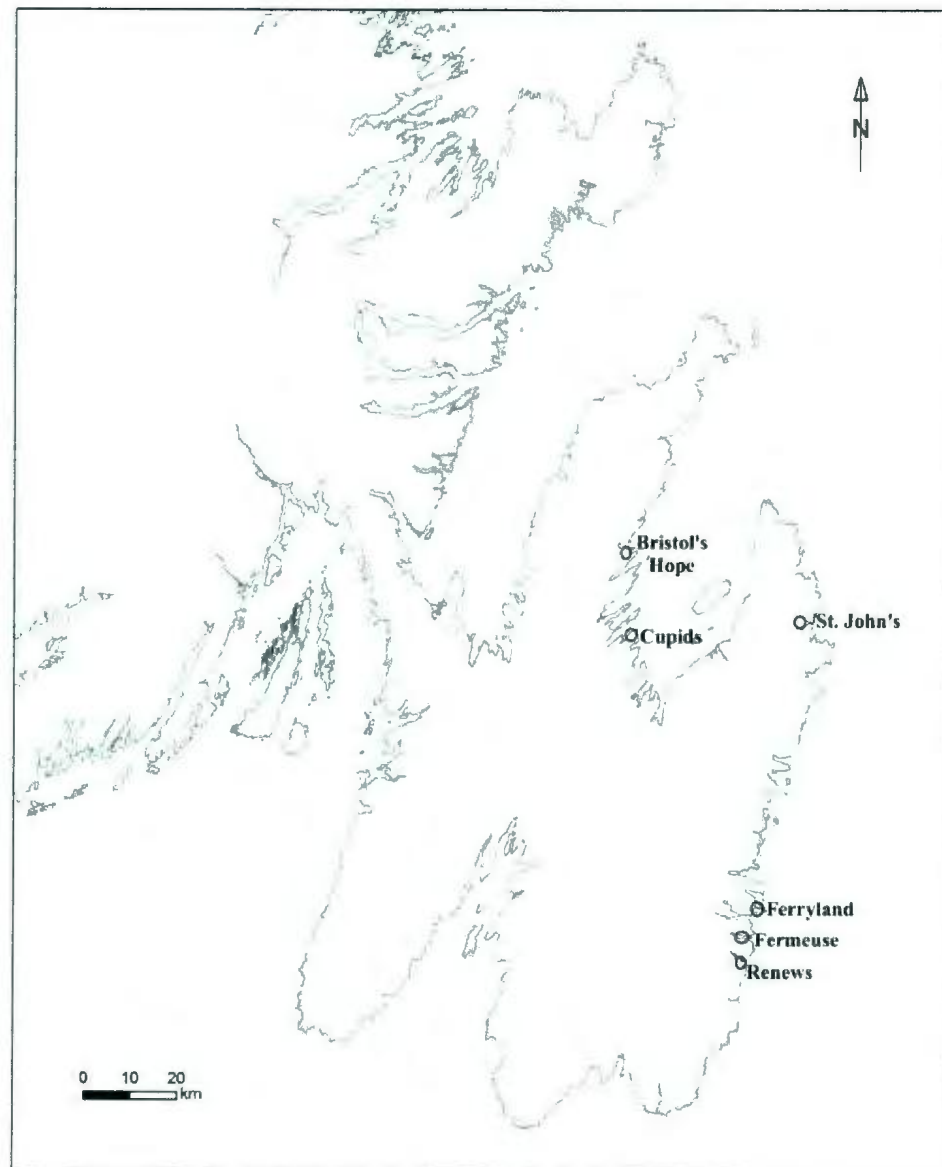 N
Bristol's
Hope
St. John's
Cupids
Ferryland
Fermeuse
Renews
0 10 20
km